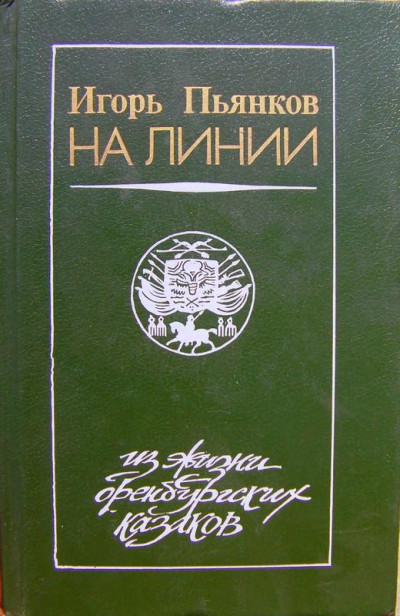 Игорь Пьянков
НА ЛИНИИ
из жизни
оренбургских
казаков